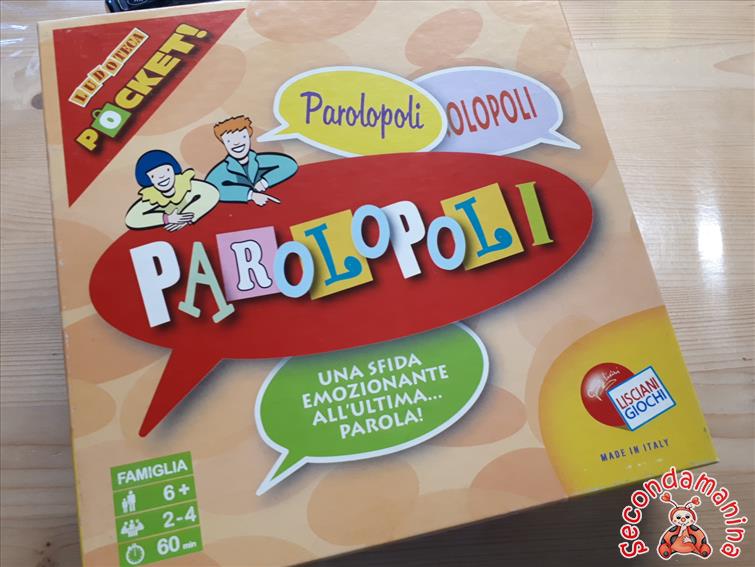 LUDOTECA
POCKET!
Parolopoli
OLOPOLI
PAROLOPOLI
UNA SFIDA
EMOZIONANTE
ALL'ULTIMA...
PAROLA!
LISCIANI
GIOCHI
MADE IN ITALY
FAMIGLIA
6+
2-4
60 min
secondamanina